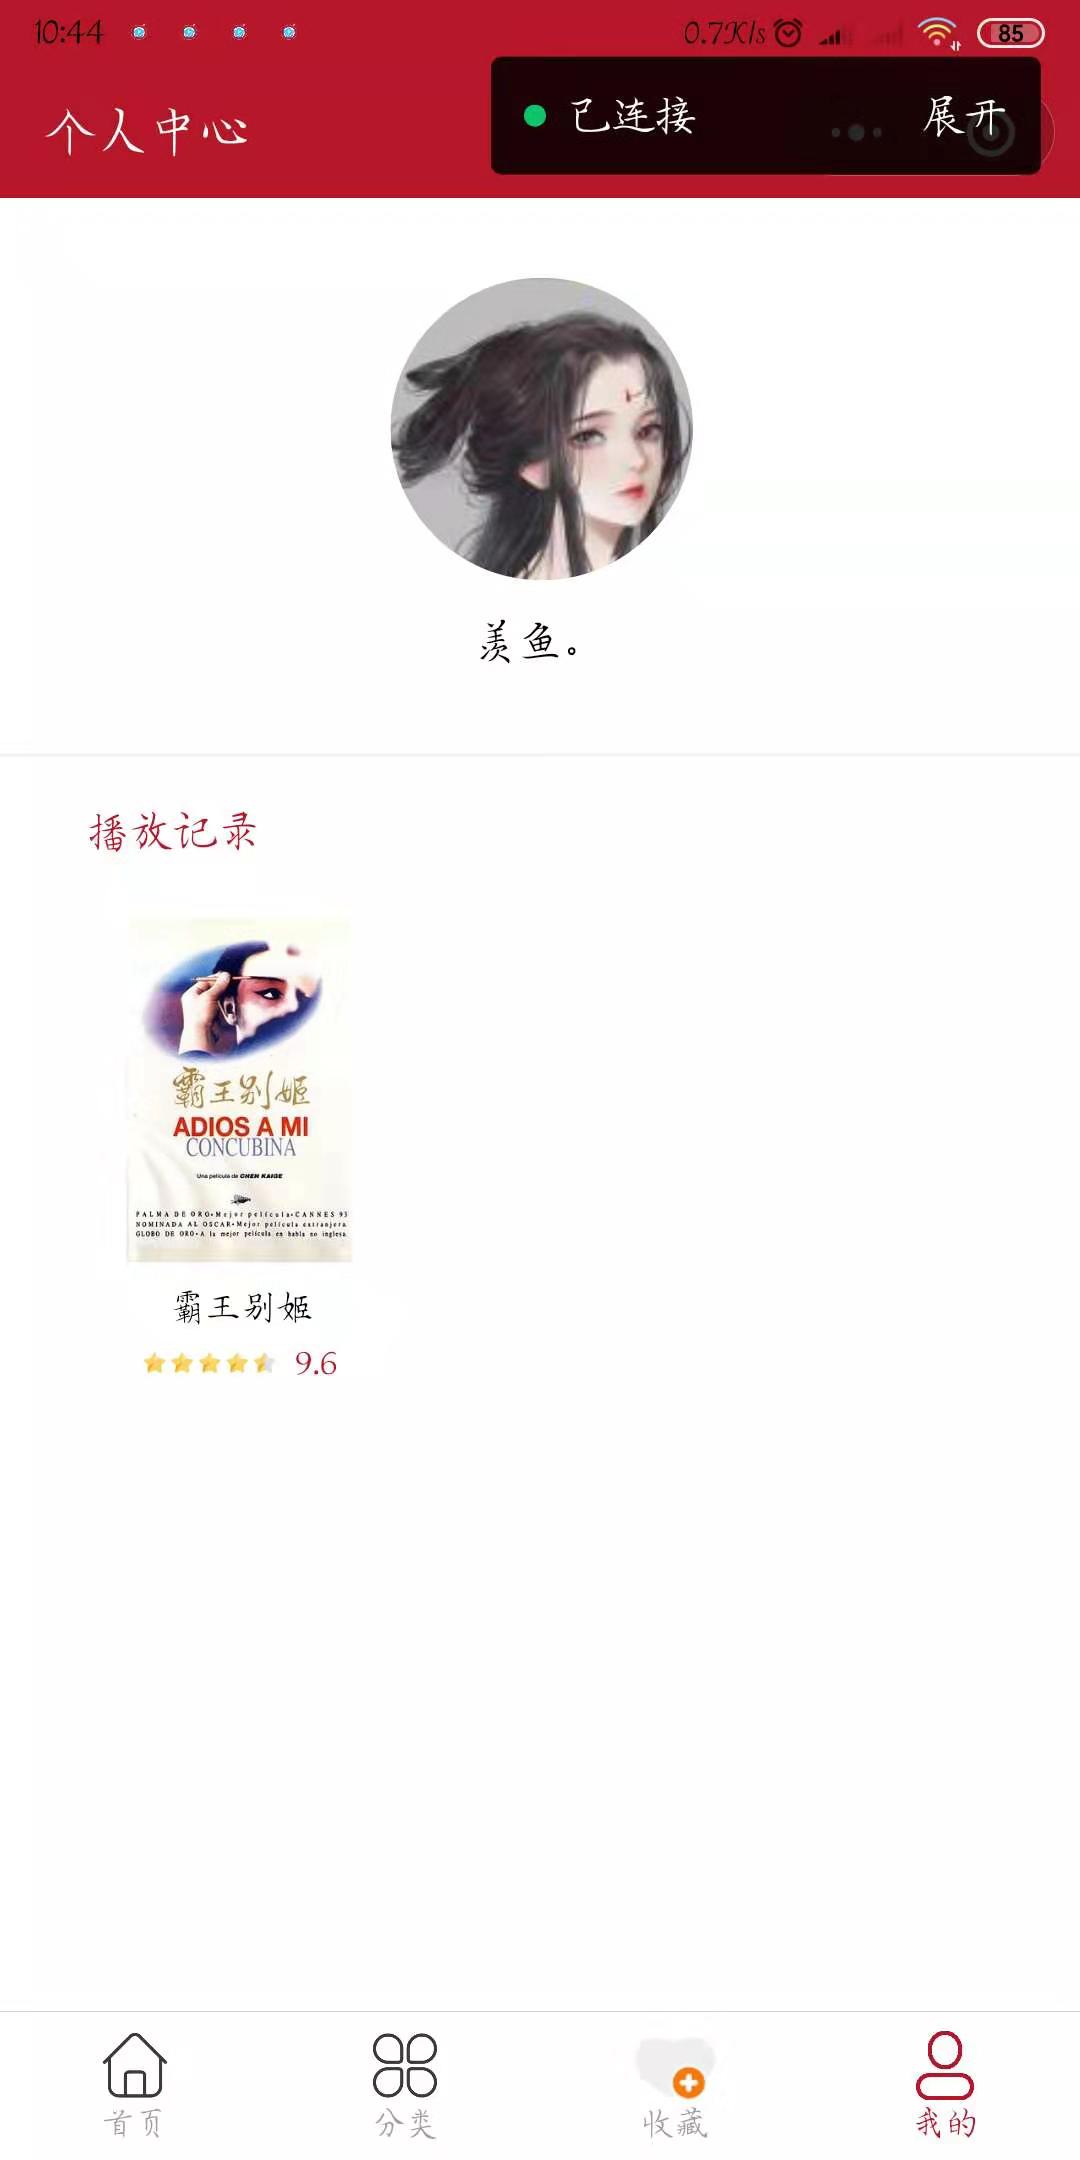 10:44 0.7K/s 85
个人中心
已连接 展开
羡鱼。
播放记录
霸王别姬
ADIOS A MI
CONCUBINA
Una película de CHEN KAIGE
PALMA DE ORO•Mejor película•CANNES 93
NOMINADA AL OSCAR•Mejor película extranjera
GLOBO DE ORO•A la mejor película en habla no inglesa.
霸王别姬
9.6
首页 分类 收藏 我的